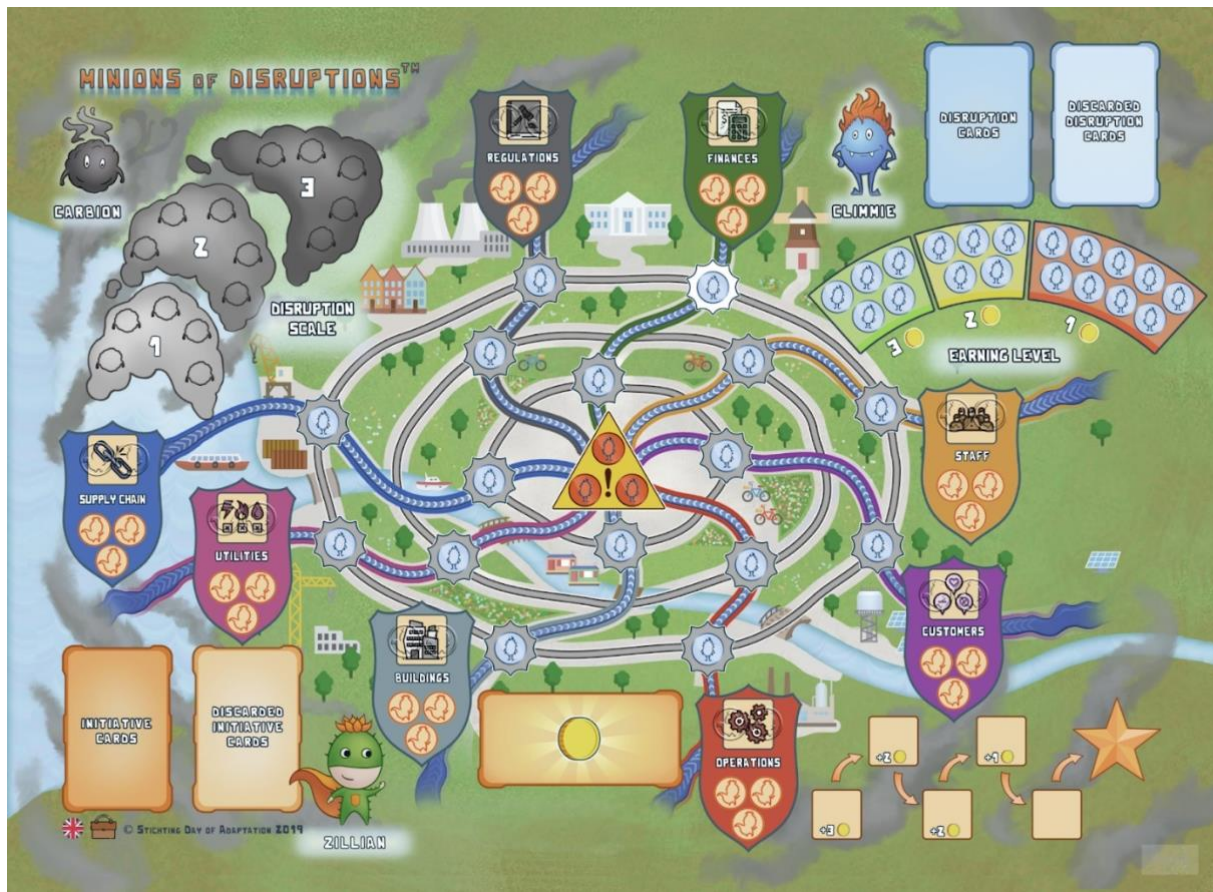 MINIONS OF DISRUPTIONS™
CARBION
3
2
1
DISRUPTION
SCALE
REGULATIONS
FINANCES
CLIMMIE
DISRUPTION
CARDS
DISCARDED
DISRUPTION
CARDS
3
2
1
EARNING LEVEL
STAFF
SUPPLY CHAIN
UTILITIES
!
CUSTOMERS
BUILDINGS
OPERATIONS
INITIATIVE
CARDS
DISCARDED
INITIATIVE
CARDS
ZILLIAN
+3
+2
+2
+1
© STICHTING DAY OF ADAPTATION 2019